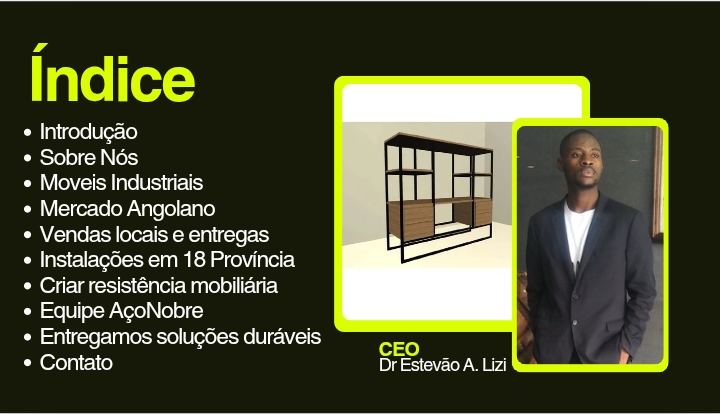 Índice
Introdução
Sobre Nós
Moveis Industriais
Mercado Angolano
Vendas locais e entregas
Instalações em 18 Província
Criar resistência mobiliária
Equipe AçoNobre
Entregamos soluções duráveis
Contato
CEO
Dr Estevão A. Lizi